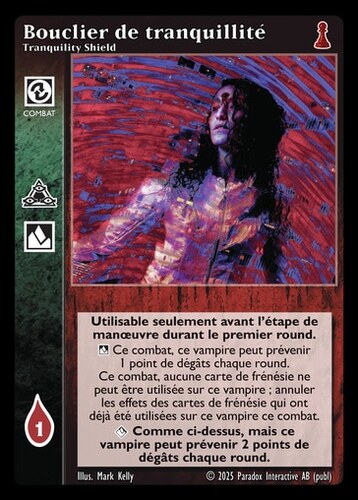 Bouclier de tranquillité
Tranquility Shield
COMBAT
Utilisable seulement avant l'étape de
manœuvre durant le premier round.
Ce combat, ce vampire peut prévenir
1 point de dégâts chaque round.
Ce combat, aucune carte de frénésie ne
peut être utilisée sur ce vampire ; annuler
les effets des cartes de frénésie qui ont
déjà été utilisées sur ce vampire ce combat.
Comme ci-dessus, mais ce
vampire peut prévenir 2 points de
dégâts chaque round.
1
Illus. Mark Kelly © 2025 Paradox Interactive AB (publ)